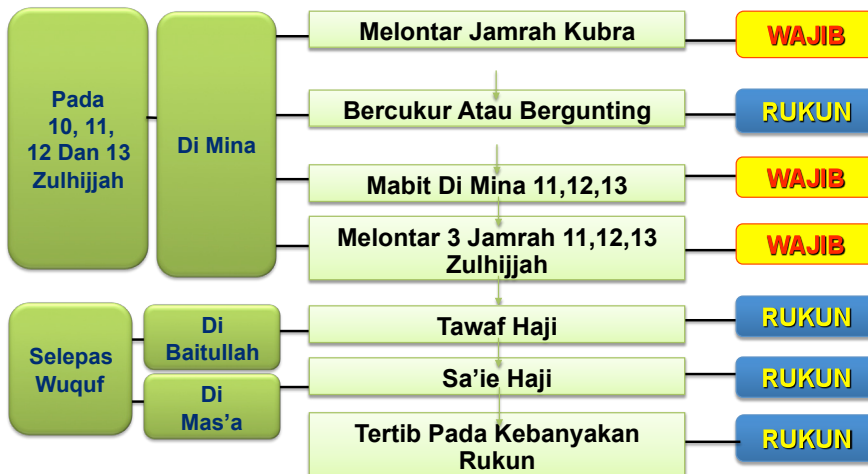 Pada
10, 11,
12 Dan 13
Zulhijjah
Di Mina
Melontar Jamrah Kubra
WAJIB
Bercukur Atau Bergunting
RUKUN
Mabit Di Mina 11,12,13
WAJIB
Melontar 3 Jamrah 11,12,13
Zulhijjah
WAJIB
Selepas
Wuquf
Di
Baitullah
Tawaf Haji
RUKUN
Di
Mas’a
Sa’ie Haji
RUKUN
Tertib Pada Kebanyakan
Rukun
RUKUN